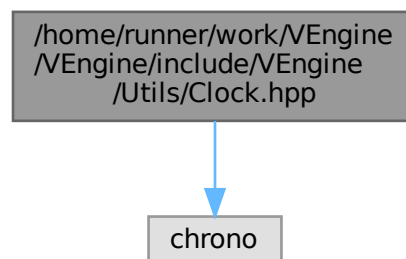 /home/runner/work/VEngine
/VEngine/include/VEngine
/Utils/Clock.hpp
chrono